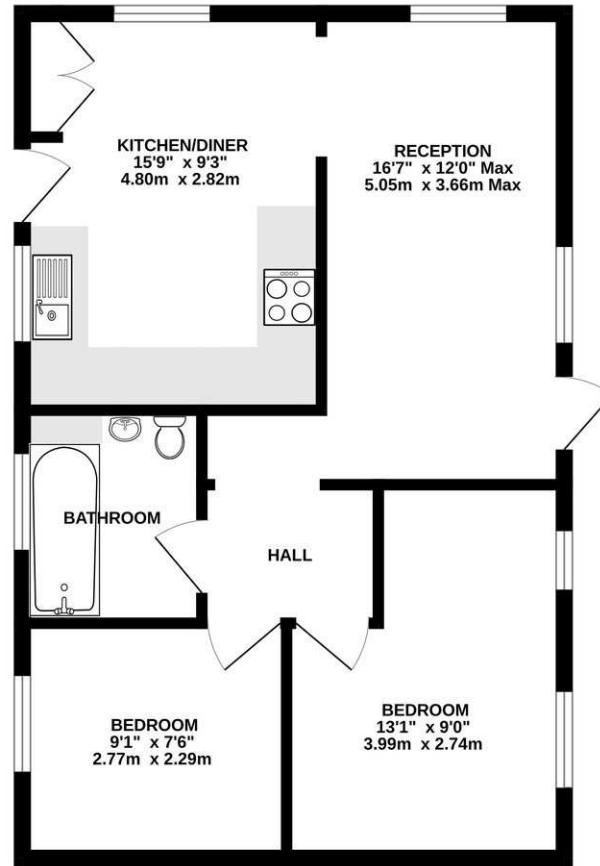 KITCHEN/DINER
15'9" x 9'3"
4.80m x 2.82m
RECEPTION
16'7" x 12'0" Max
5.05m x 3.66m Max
BATHROOM
HALL
BEDROOM
9'1" x 7'6"
2.77m x 2.29m
BEDROOM
13'1" x 9'0"
3.99m x 2.74m